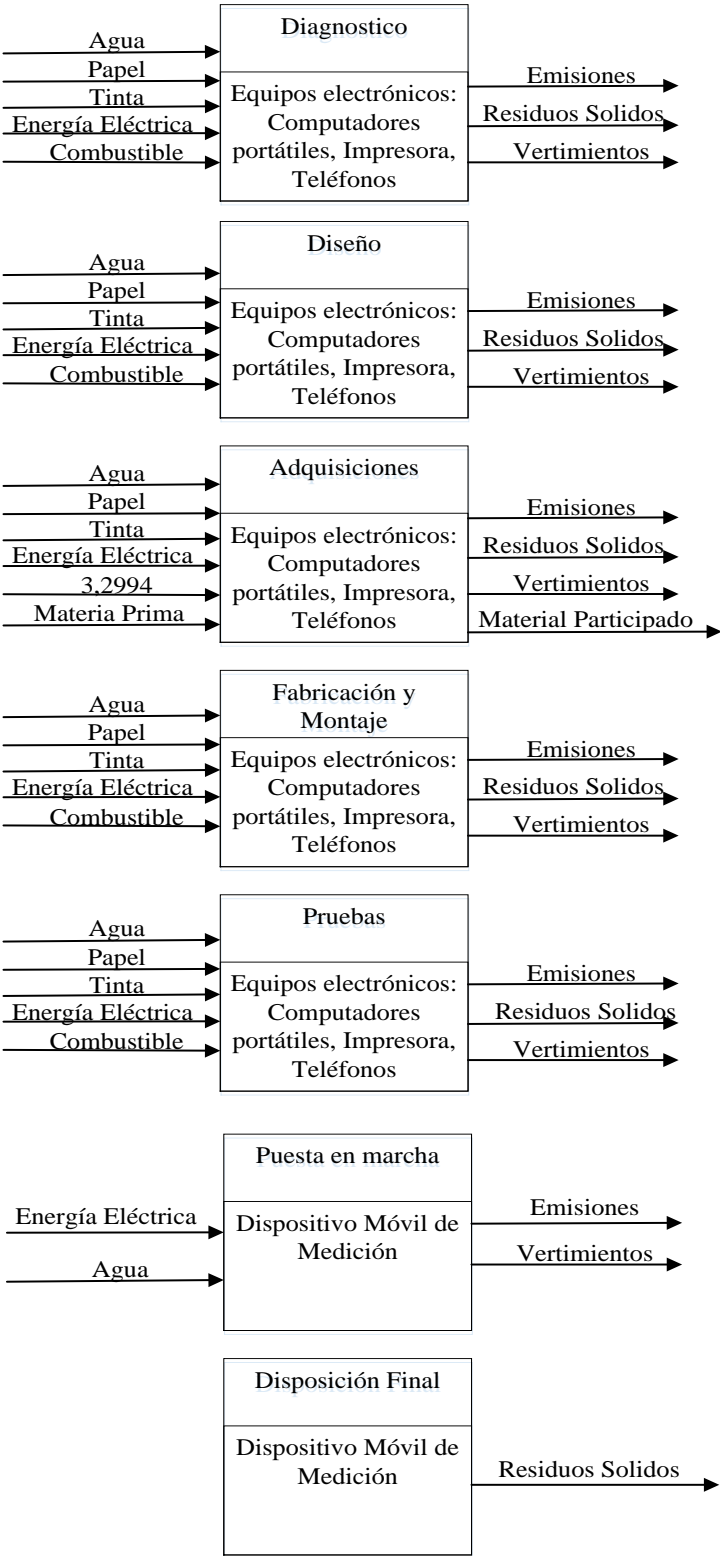 Diagnostico
Agua
Papel
Tinta
Energía Eléctrica
Combustible
Equipos electrónicos:
Computadores
portátiles, Impresora,
Teléfonos
Emisiones
Residuos Solidos
Vertimientos
Diseño
Agua
Papel
Tinta
Energía Eléctrica
Combustible
Equipos electrónicos:
Computadores
portátiles, Impresora,
Teléfonos
Emisiones
Residuos Solidos
Vertimientos
Adquisiciones
Agua
Papel
Tinta
Energía Eléctrica
3,2994
Materia Prima
Equipos electrónicos:
Computadores
portátiles, Impresora,
Teléfonos
Emisiones
Residuos Solidos
Vertimientos
Material Participado
Fabricación y
Montaje
Agua
Papel
Tinta
Energía Eléctrica
Combustible
Equipos electrónicos:
Computadores
portátiles, Impresora,
Teléfonos
Emisiones
Residuos Solidos
Vertimientos
Pruebas
Agua
Papel
Tinta
Energía Eléctrica
Combustible
Equipos electrónicos:
Computadores
portátiles, Impresora,
Teléfonos
Emisiones
Residuos Solidos
Vertimientos
Puesta en marcha
Energía Eléctrica
Agua
Dispositivo Móvil de
Medición
Emisiones
Vertimientos
Disposición Final
Dispositivo Móvil de
Medición
Residuos Solidos